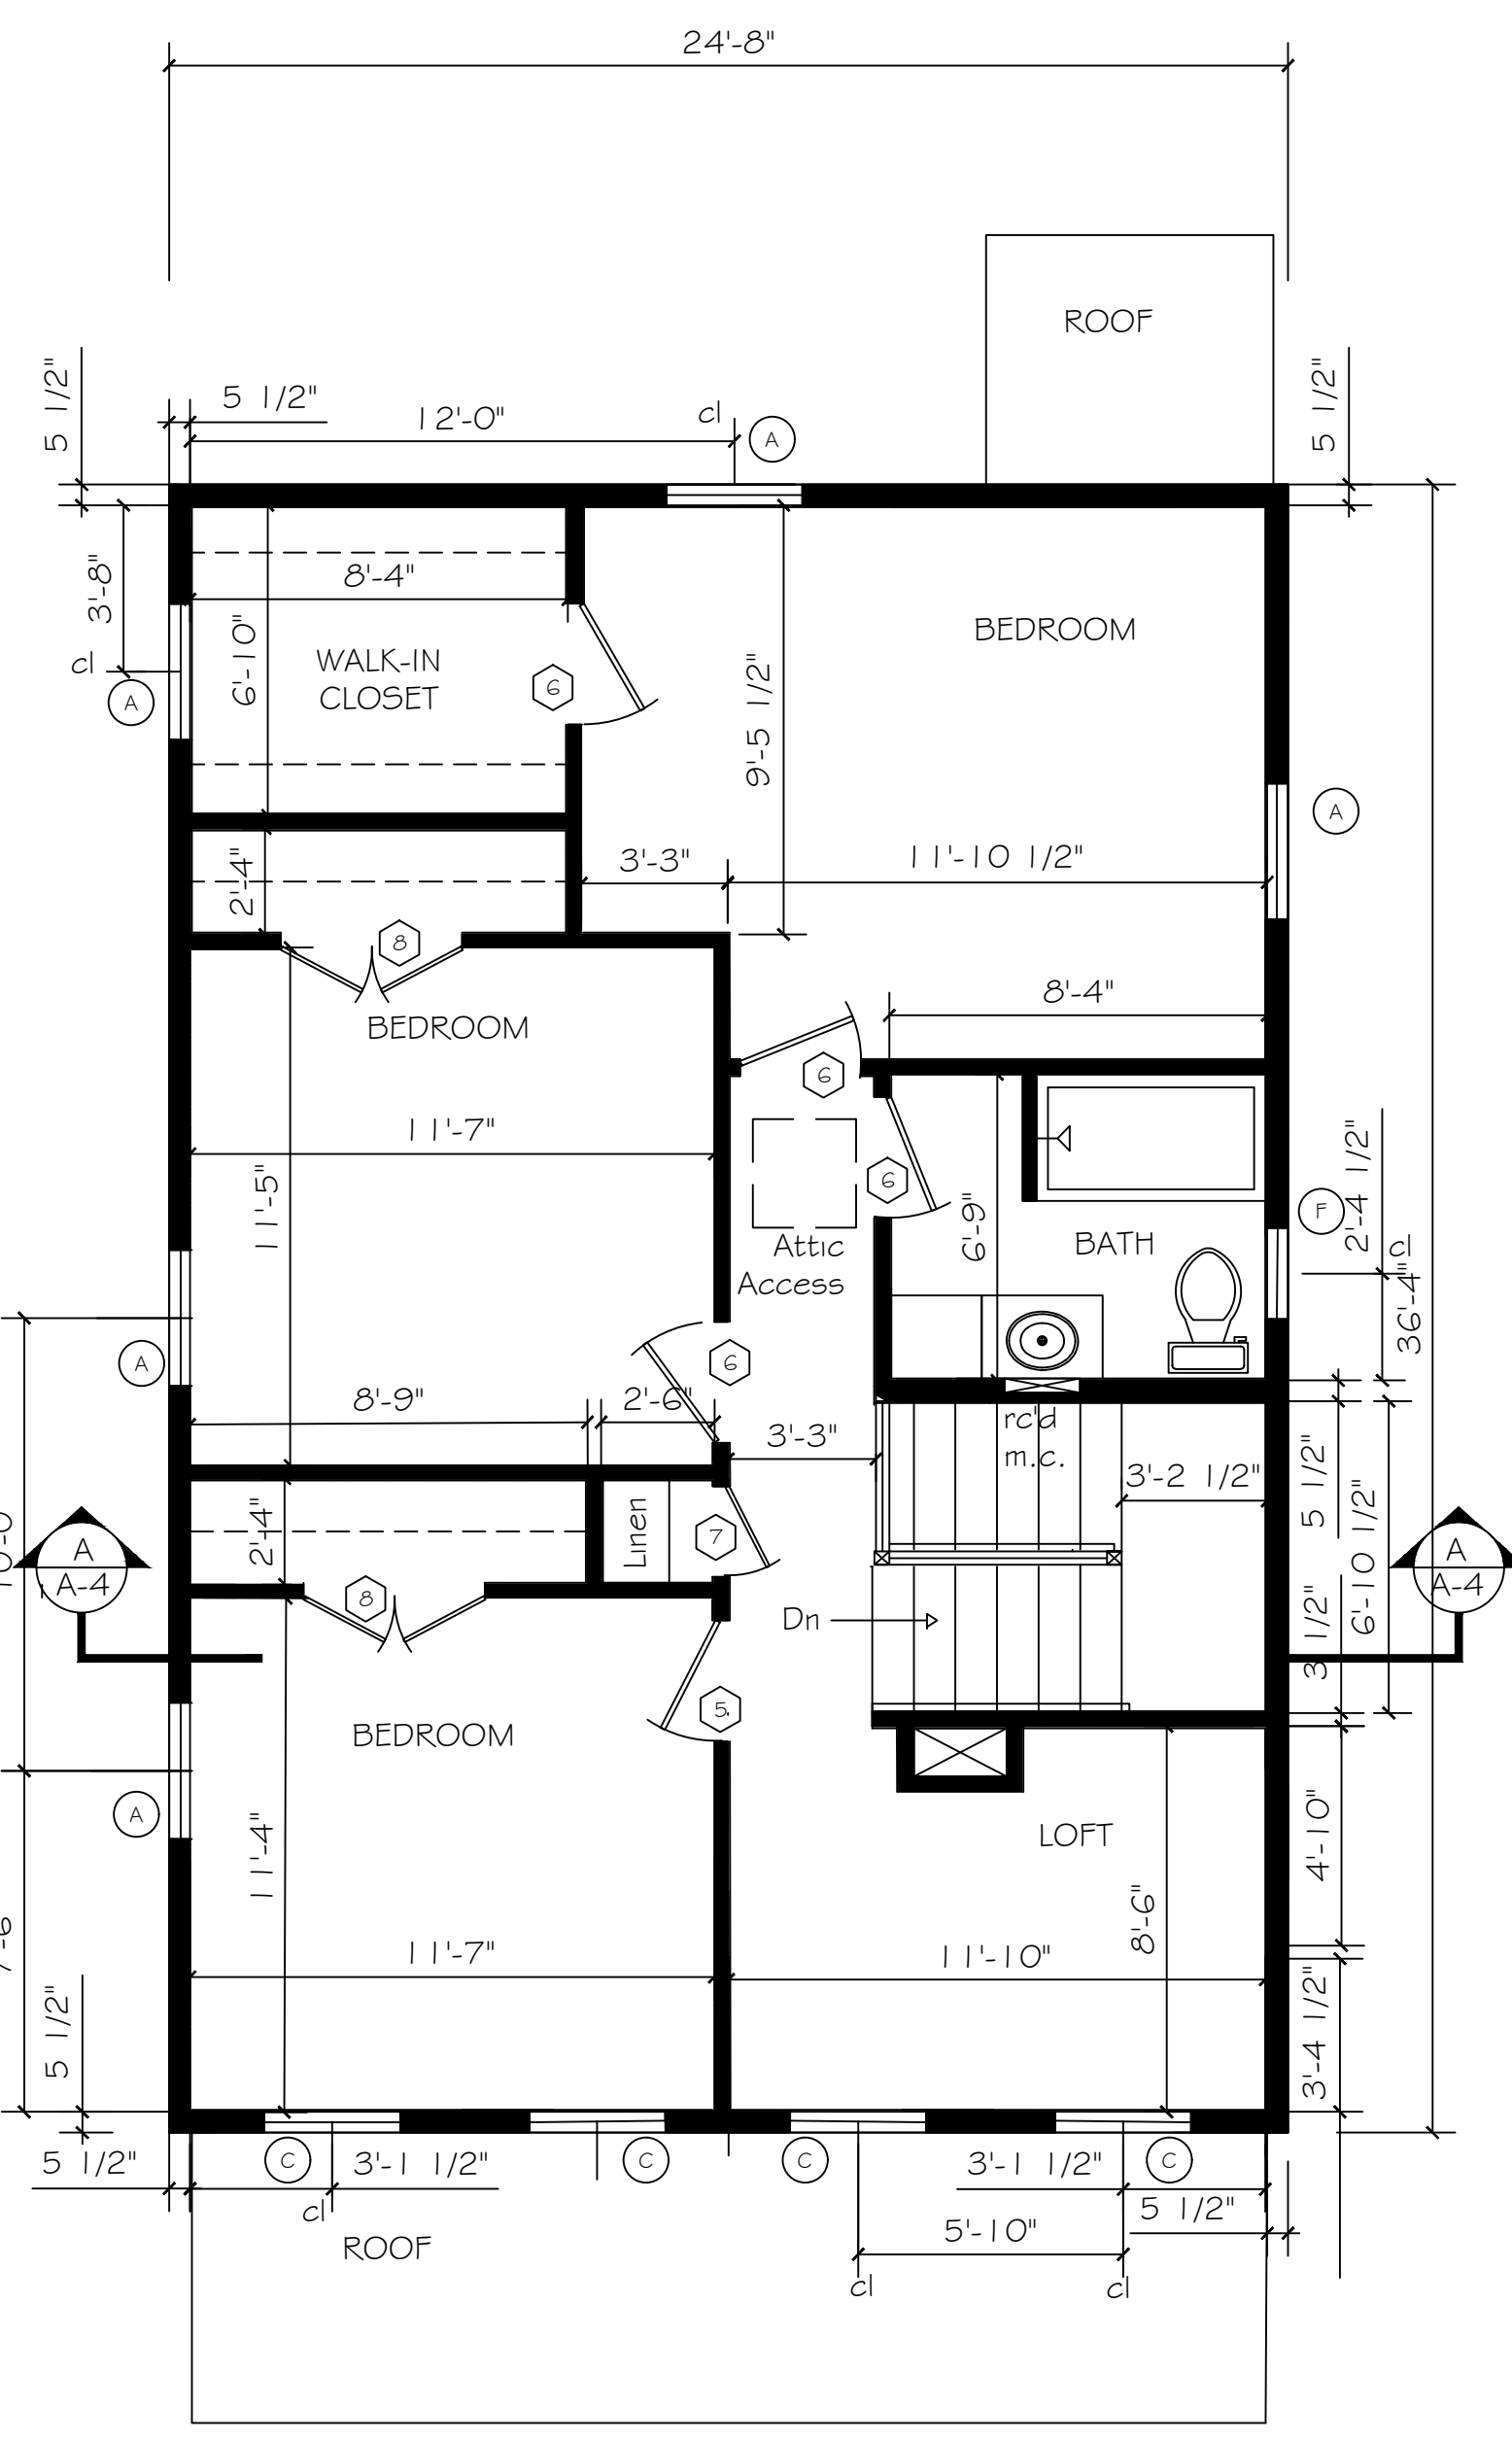 24'-8"
ROOF
5 1/2"
5 1/2"
12'-0"
cl
A
5 1/2"
3'-8"
cl
A
8'-4"
6'-10"
WALK-IN
CLOSET
6
BEDROOM
9'-5 1/2"
A
2'-4"
3'-3"
11'-10 1/2"
8
BEDROOM
8'-4"
6
11'-7"
11'-5"
6
Attic
Access
6'-9"
BATH
F
2'-4 1/2"
cl
36'-4"
A
6
8'-9"
2'-6"
3'-3"
rc'd
m.c.
3'-2 1/2"
5 1/2"
6'-10 1/2"
3 1/2"
A
A-4
2'-4"
Linen
7
A
A-4
8
Dn
5
BEDROOM
A
11'-4"
LOFT
4'-10"
8'-6"
11'-7"
11'-10"
5 1/2"
3'-4 1/2"
5 1/2"
C
3'-1 1/2"
C
C
3'-1 1/2"
C
cl
5 1/2"
ROOF
5'-10"
cl
cl